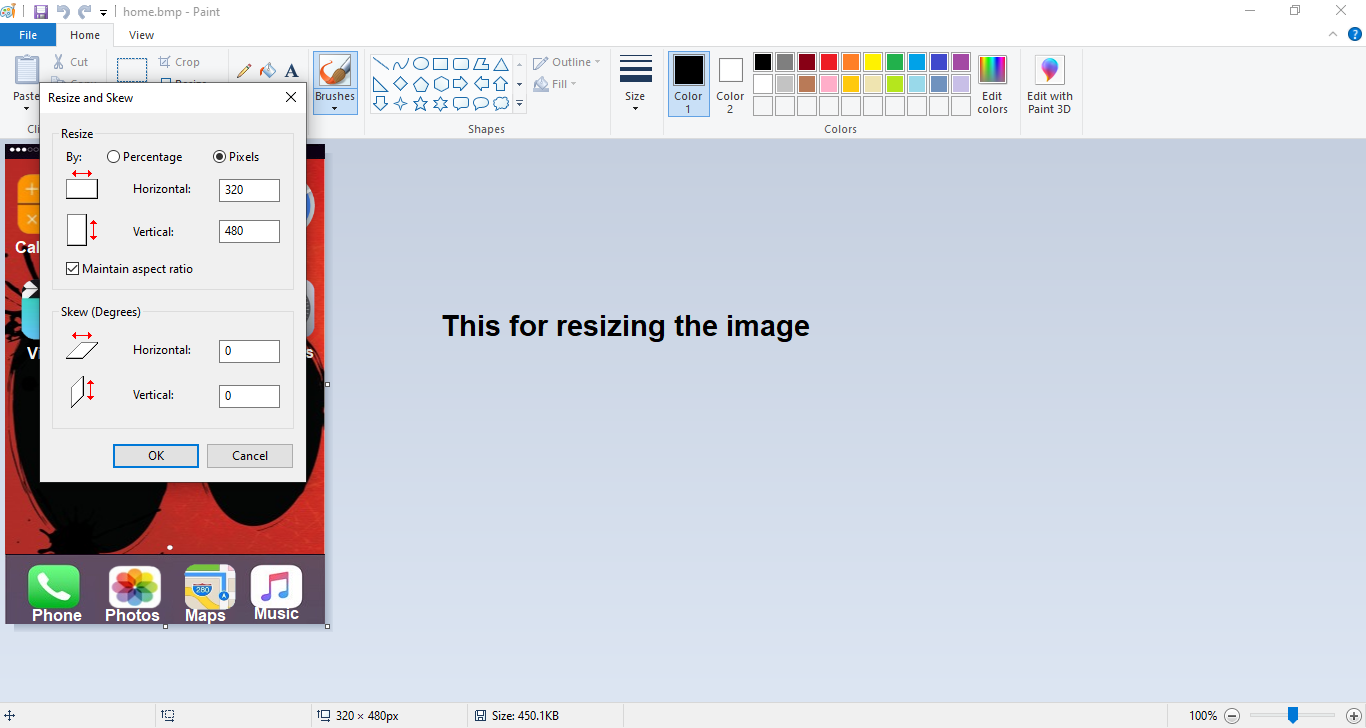 home.bmp - Paint
File
Home
View
Paste
Cut
Crop
Brushes
Outline
Fill
Shapes
Size
Color 1
Color 2
Edit colors
Edit with Paint 3D
Colors
Resize and Skew
Resize
By:
Percentage
Pixels
Horizontal:
320
Vertical:
480
Maintain aspect ratio
Skew (Degrees)
Horizontal:
0
Vertical:
0
OK
Cancel
This for resizing the image
280
Phone
Photos
Maps
Music
320 × 480px
Size: 450.1KB
100%